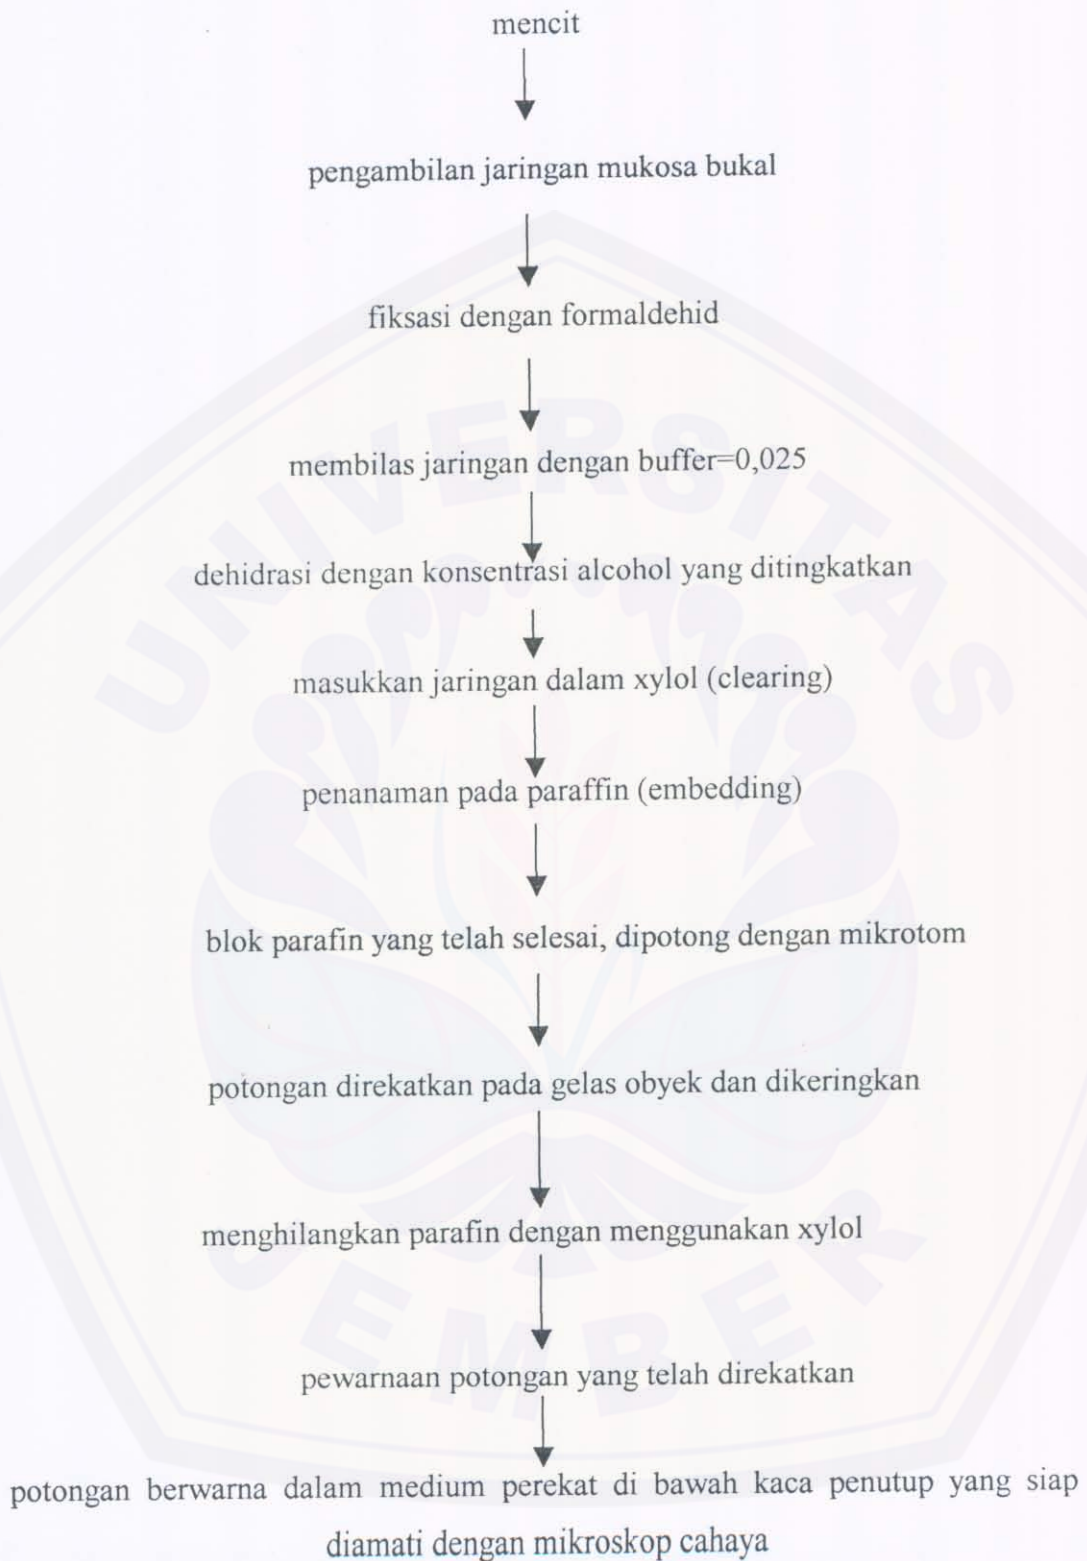 mencit
pengambilan jaringan mukosa bukal
fiksasi dengan formaldehid
membilas jaringan dengan buffer=0,025
dehidrasi dengan konsentrasi alcohol yang ditingkatkan
masukkan jaringan dalam xylol (clearing)
penanaman pada paraffin (embedding)
blok parafin yang telah selesai, dipotong dengan mikrotom
potongan direkatkan pada gelas obyek dan dikeringkan
menghilangkan parafin dengan menggunakan xylol
pewarnaan potongan yang telah direkatkan
potongan berwarna dalam medium perekat di bawah kaca penutup yang siap
diamati dengan mikroskop cahaya
UNIVERSITAS
JEMBER